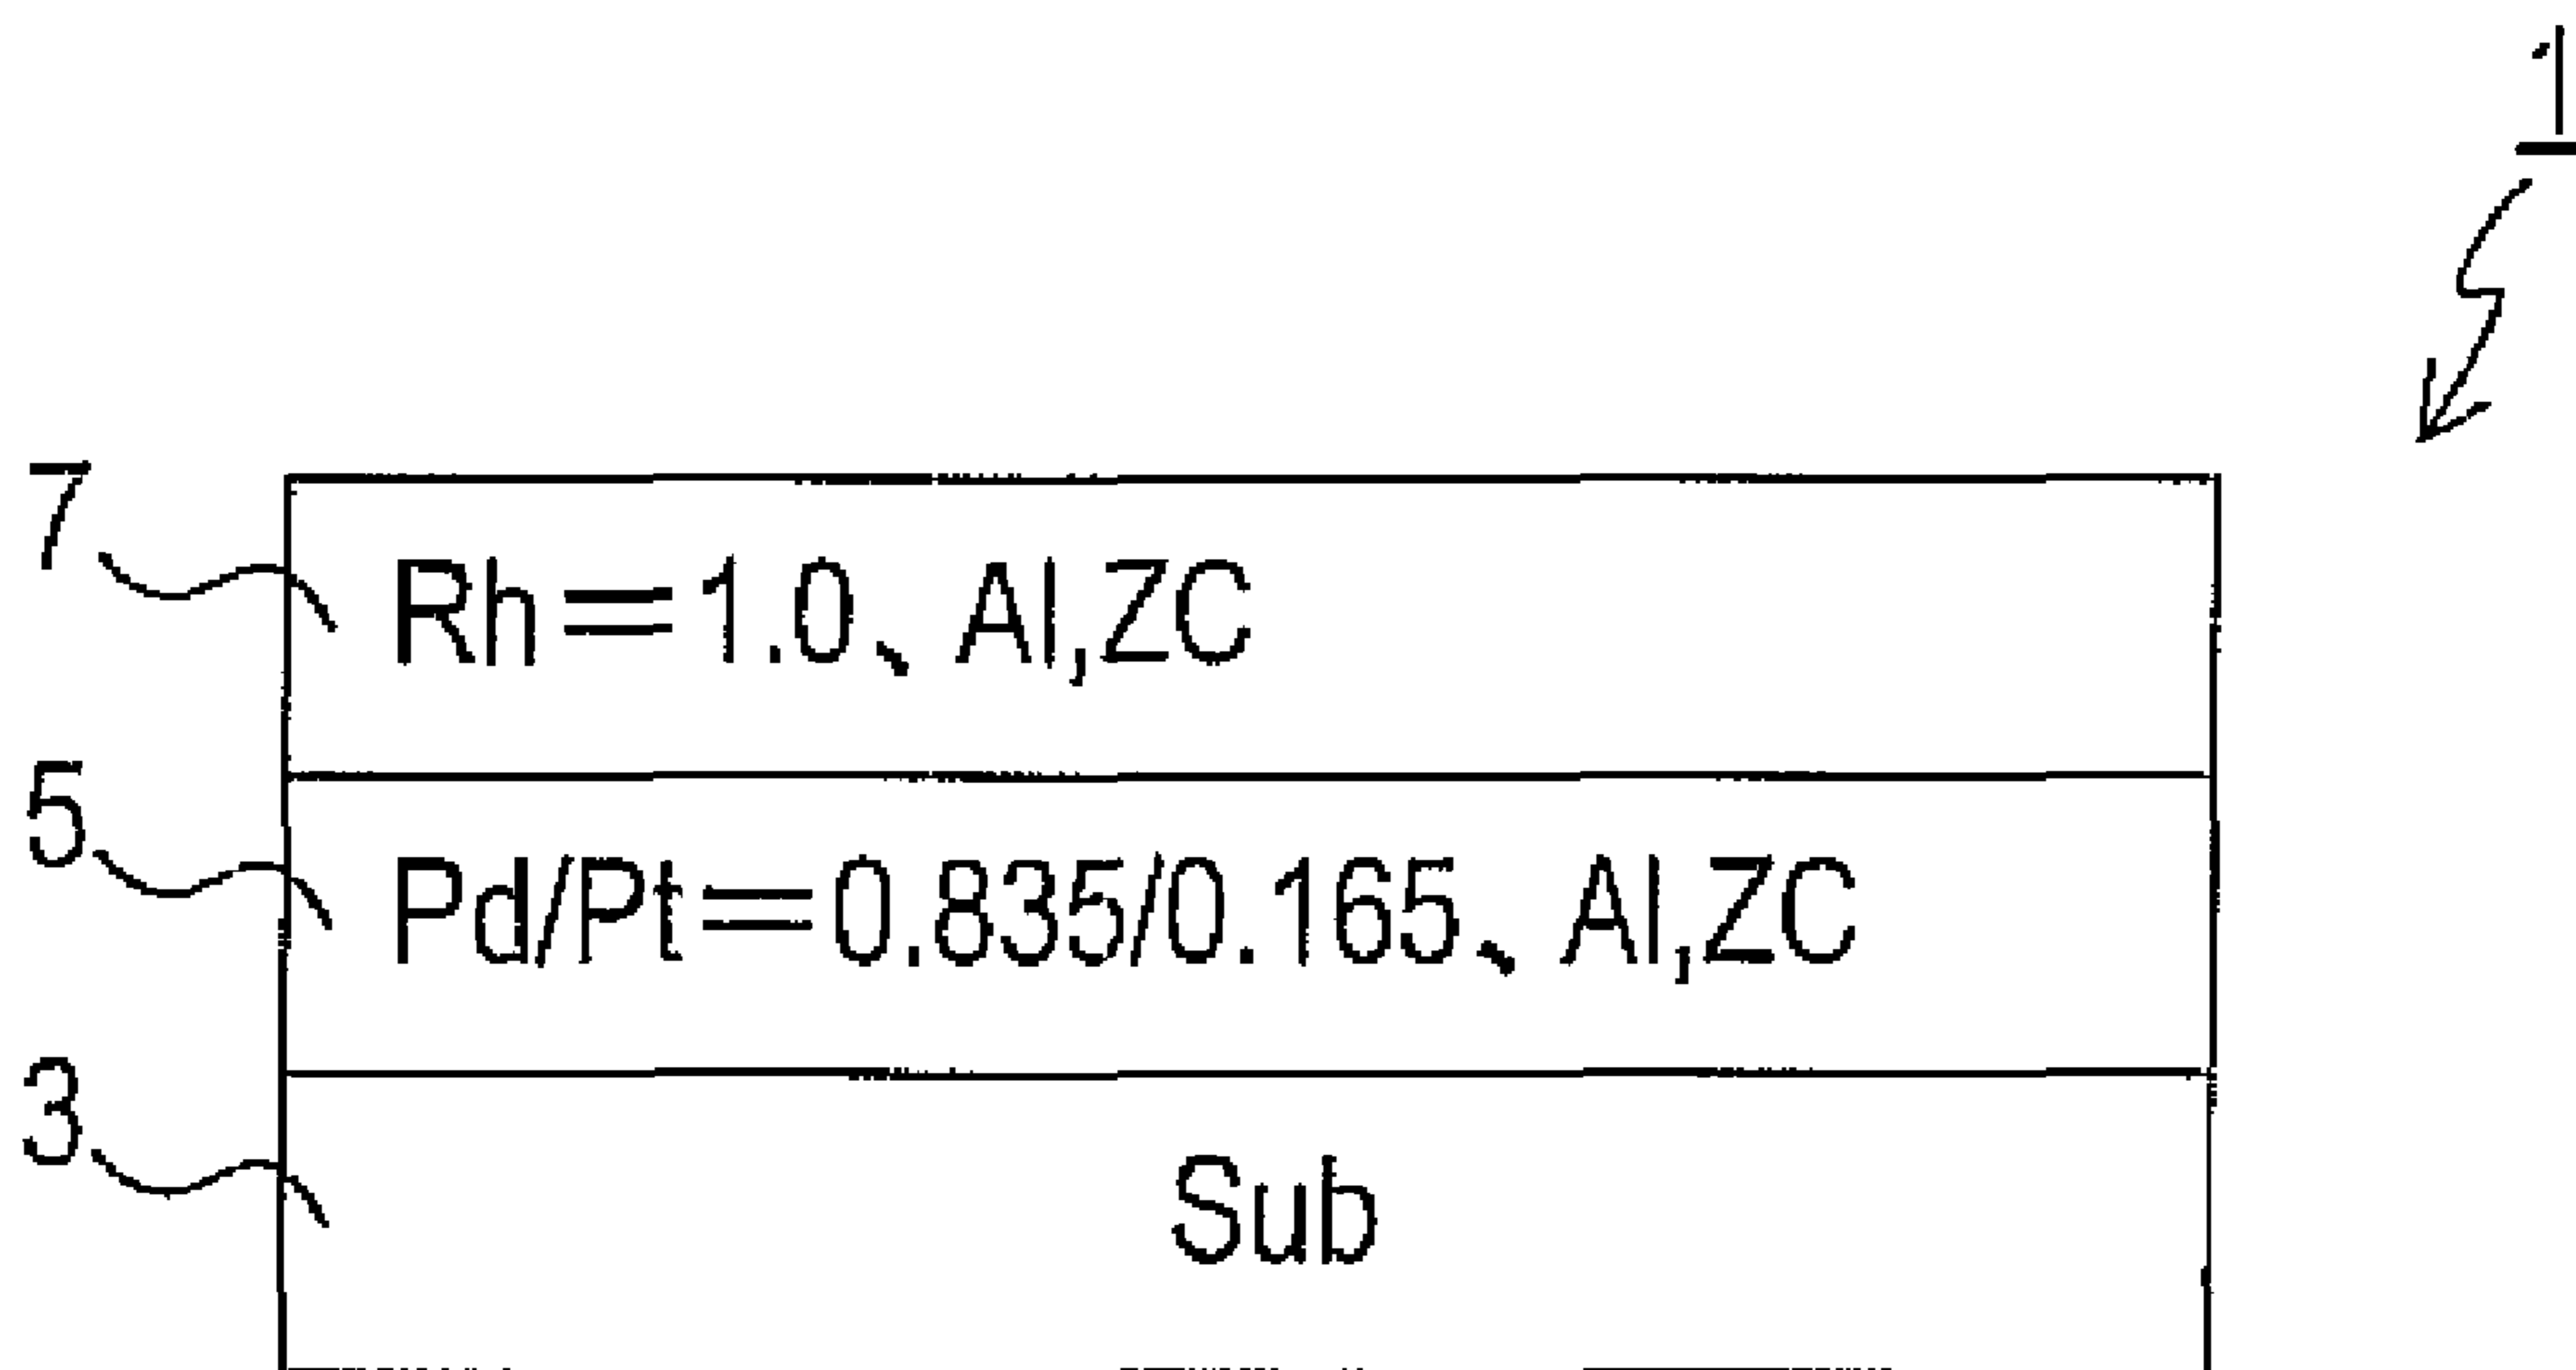 1
7
Rh=1.0、Al,ZC
5
Pd/Pt=0.835/0.165、Al,ZC
3
Sub